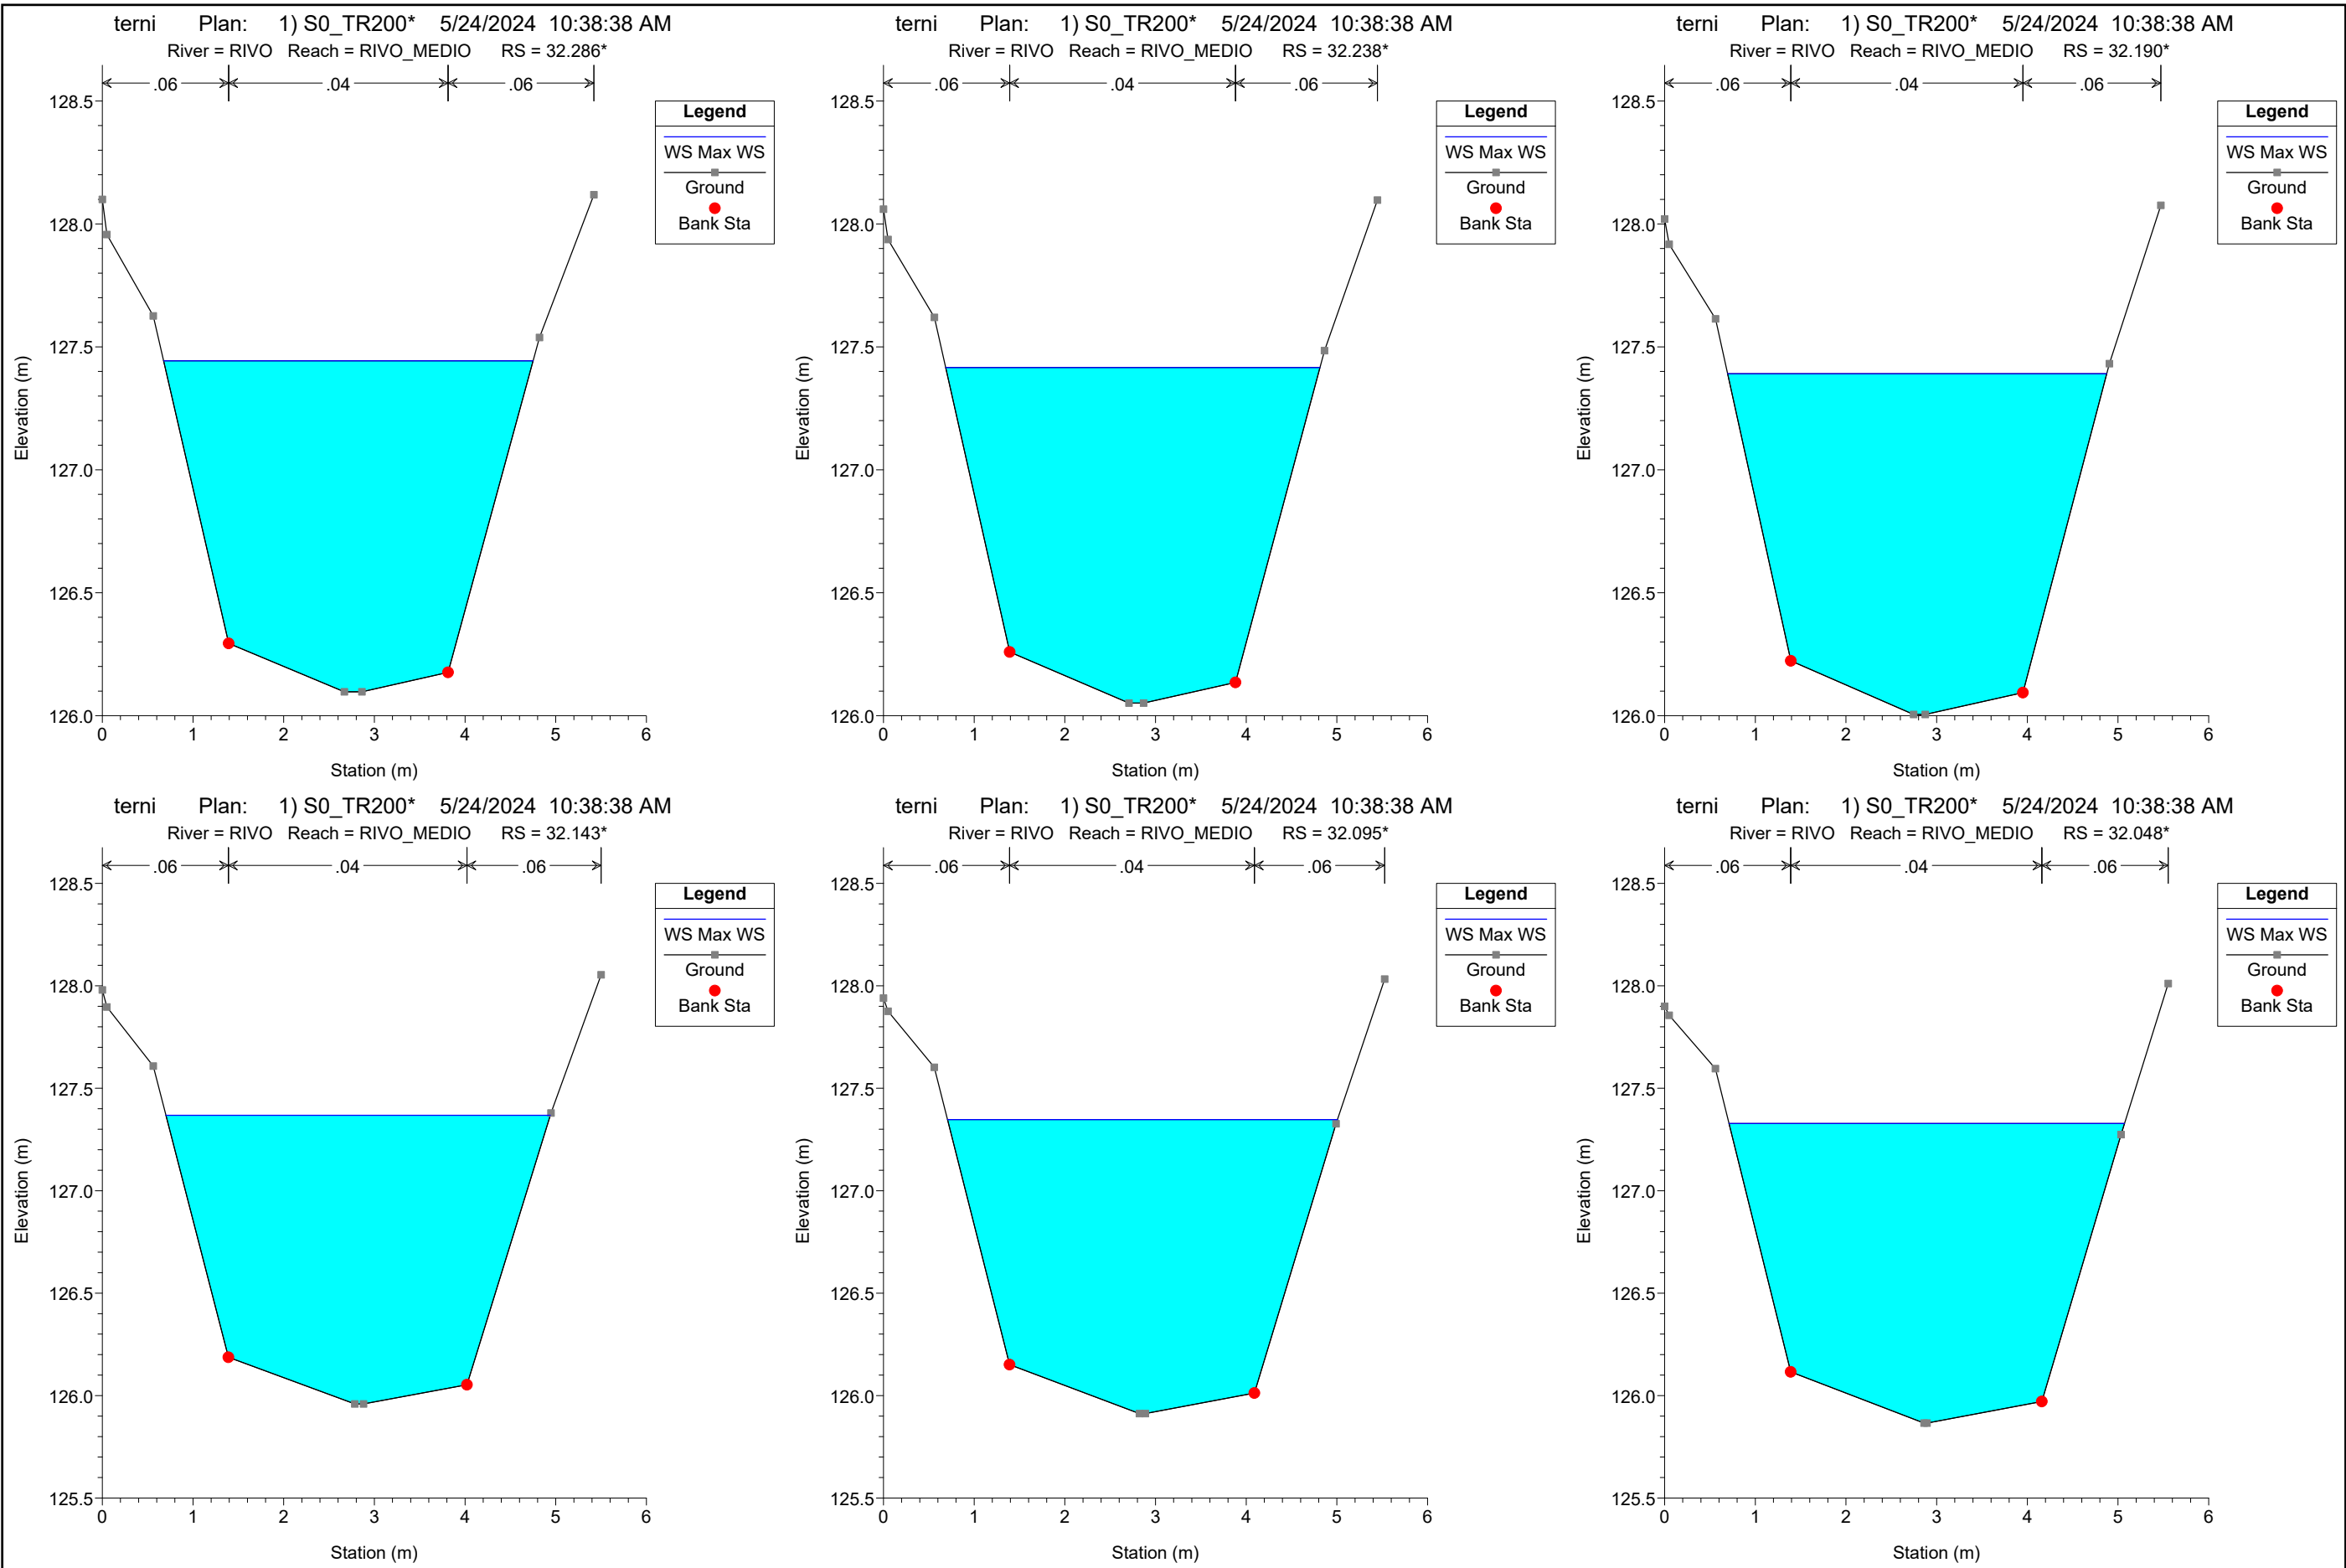 terni Plan: 1) S0_TR200* 5/24/2024 10:38:38 AM
River = RIVO Reach = RIVO_MEDIO RS = 32.286*
.06 .04 .06
128.5
128.0
127.5
127.0
126.5
126.0
0 1 2 3 4 5 6
Station (m)
Elevation (m)
Legend
WS Max WS
Ground
Bank Sta
terni Plan: 1) S0_TR200* 5/24/2024 10:38:38 AM
River = RIVO Reach = RIVO_MEDIO RS = 32.238*
.06 .04 .06
128.5
128.0
127.5
127.0
126.5
126.0
0 1 2 3 4 5 6
Station (m)
Elevation (m)
Legend
WS Max WS
Ground
Bank Sta
terni Plan: 1) S0_TR200* 5/24/2024 10:38:38 AM
River = RIVO Reach = RIVO_MEDIO RS = 32.190*
.06 .04 .06
128.5
128.0
127.5
127.0
126.5
126.0
0 1 2 3 4 5 6
Station (m)
Elevation (m)
Legend
WS Max WS
Ground
Bank Sta
terni Plan: 1) S0_TR200* 5/24/2024 10:38:38 AM
River = RIVO Reach = RIVO_MEDIO RS = 32.143*
.06 .04 .06
128.5
128.0
127.5
127.0
126.5
126.0
125.5
0 1 2 3 4 5 6
Station (m)
Elevation (m)
Legend
WS Max WS
Ground
Bank Sta
terni Plan: 1) S0_TR200* 5/24/2024 10:38:38 AM
River = RIVO Reach = RIVO_MEDIO RS = 32.095*
.06 .04 .06
128.5
128.0
127.5
127.0
126.5
126.0
125.5
0 1 2 3 4 5 6
Station (m)
Elevation (m)
Legend
WS Max WS
Ground
Bank Sta
terni Plan: 1) S0_TR200* 5/24/2024 10:38:38 AM
River = RIVO Reach = RIVO_MEDIO RS = 32.048*
.06 .04 .06
128.5
128.0
127.5
127.0
126.5
126.0
125.5
0 1 2 3 4 5 6
Station (m)
Elevation (m)
Legend
WS Max WS
Ground
Bank Sta